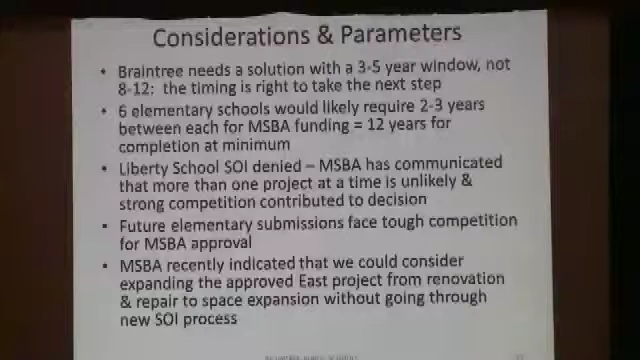 Considerations & Parameters
• Braintree needs a solution with a 3-5 year window, not
8-12: the timing is right to take the next step
• 6 elementary schools would likely require 2-3 years
between each for MSBA funding = 12 years for
completion at minimum
• Liberty School SOI denied – MSBA has communicated
that more than one project at a time is unlikely &
strong competition contributed to decision
• Future elementary submissions face tough competition
for MSBA approval
• MSBA recently indicated that we could consider
expanding the approved East project from renovation
& repair to space expansion without going through
new SOI process